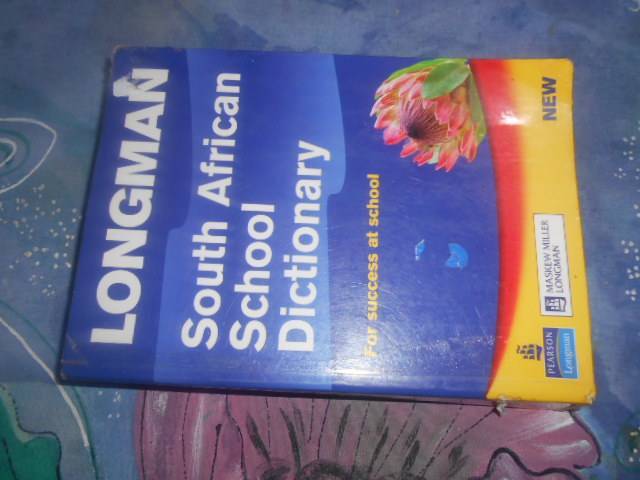 LONGMAN
South African
School
Dictionary
For success at school
NEW
MASKEW MILLER
LONGMAN
PEARSON
Longman